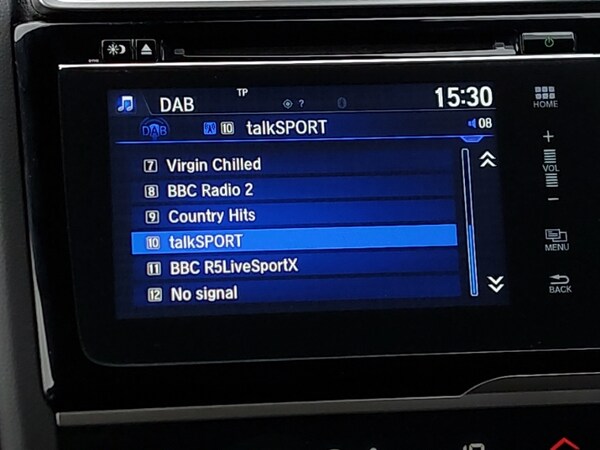 DAB TP ? 15:30
DAB 10 talkSPORT 08
7 Virgin Chilled
8 BBC Radio 2
9 Country Hits
10 talkSPORT
11 BBC R5LiveSportX
12 No signal
HOME
+
VOL
−
MENU
BACK